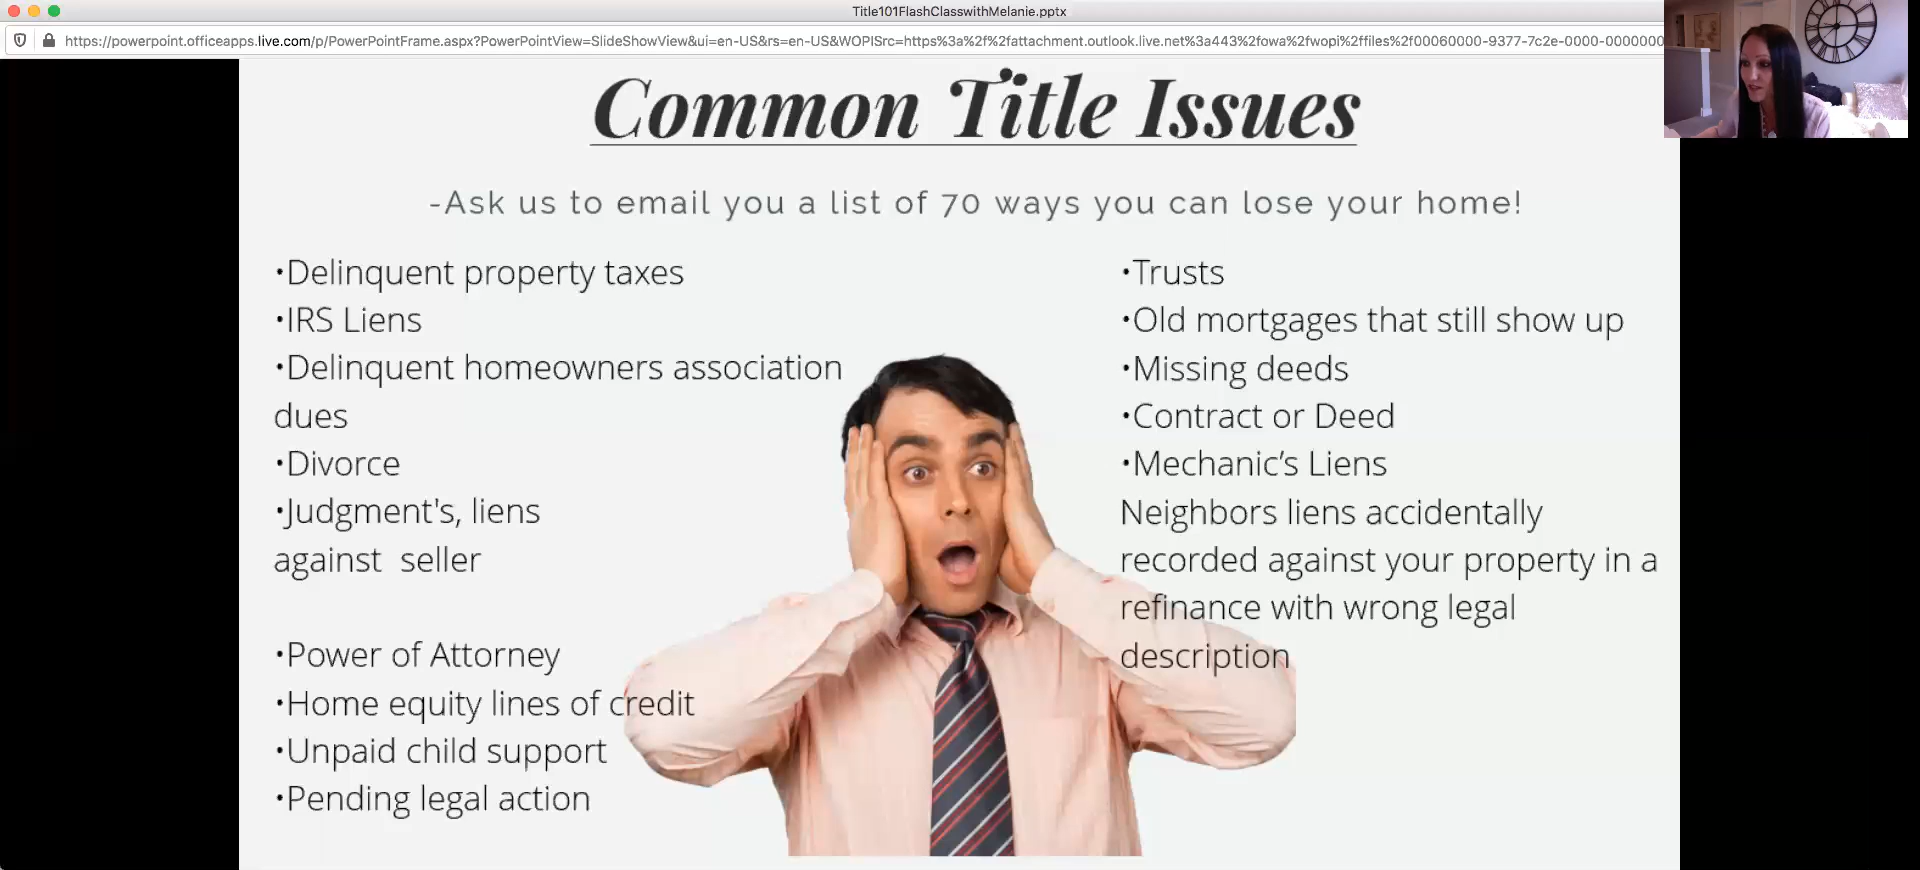 Title101FlashClasswithMelanie.pptx
https://powerpoint.officeapps.live.com/p/PowerPointFrame.aspx?PowerPointView=SlideShowView&ui=en-US&rs=en-US&WOPISrc=https%3a%2f%2fattachment.outlook.live.net%3a443%2fowa%2fwopi%2ffiles%2f00060000-9377-7c2e-0000-0000000
Common Title Issues
-Ask us to email you a list of 70 ways you can lose your home!
•Delinquent property taxes
•IRS Liens
•Delinquent homeowners association
dues
•Divorce
•Judgment's, liens
against  seller
•Power of Attorney
•Home equity lines of credit
•Unpaid child support
•Pending legal action
•Trusts
•Old mortgages that still show up
•Missing deeds
•Contract or Deed
•Mechanic’s Liens
Neighbors liens accidentally
recorded against your property in a
refinance with wrong legal
description